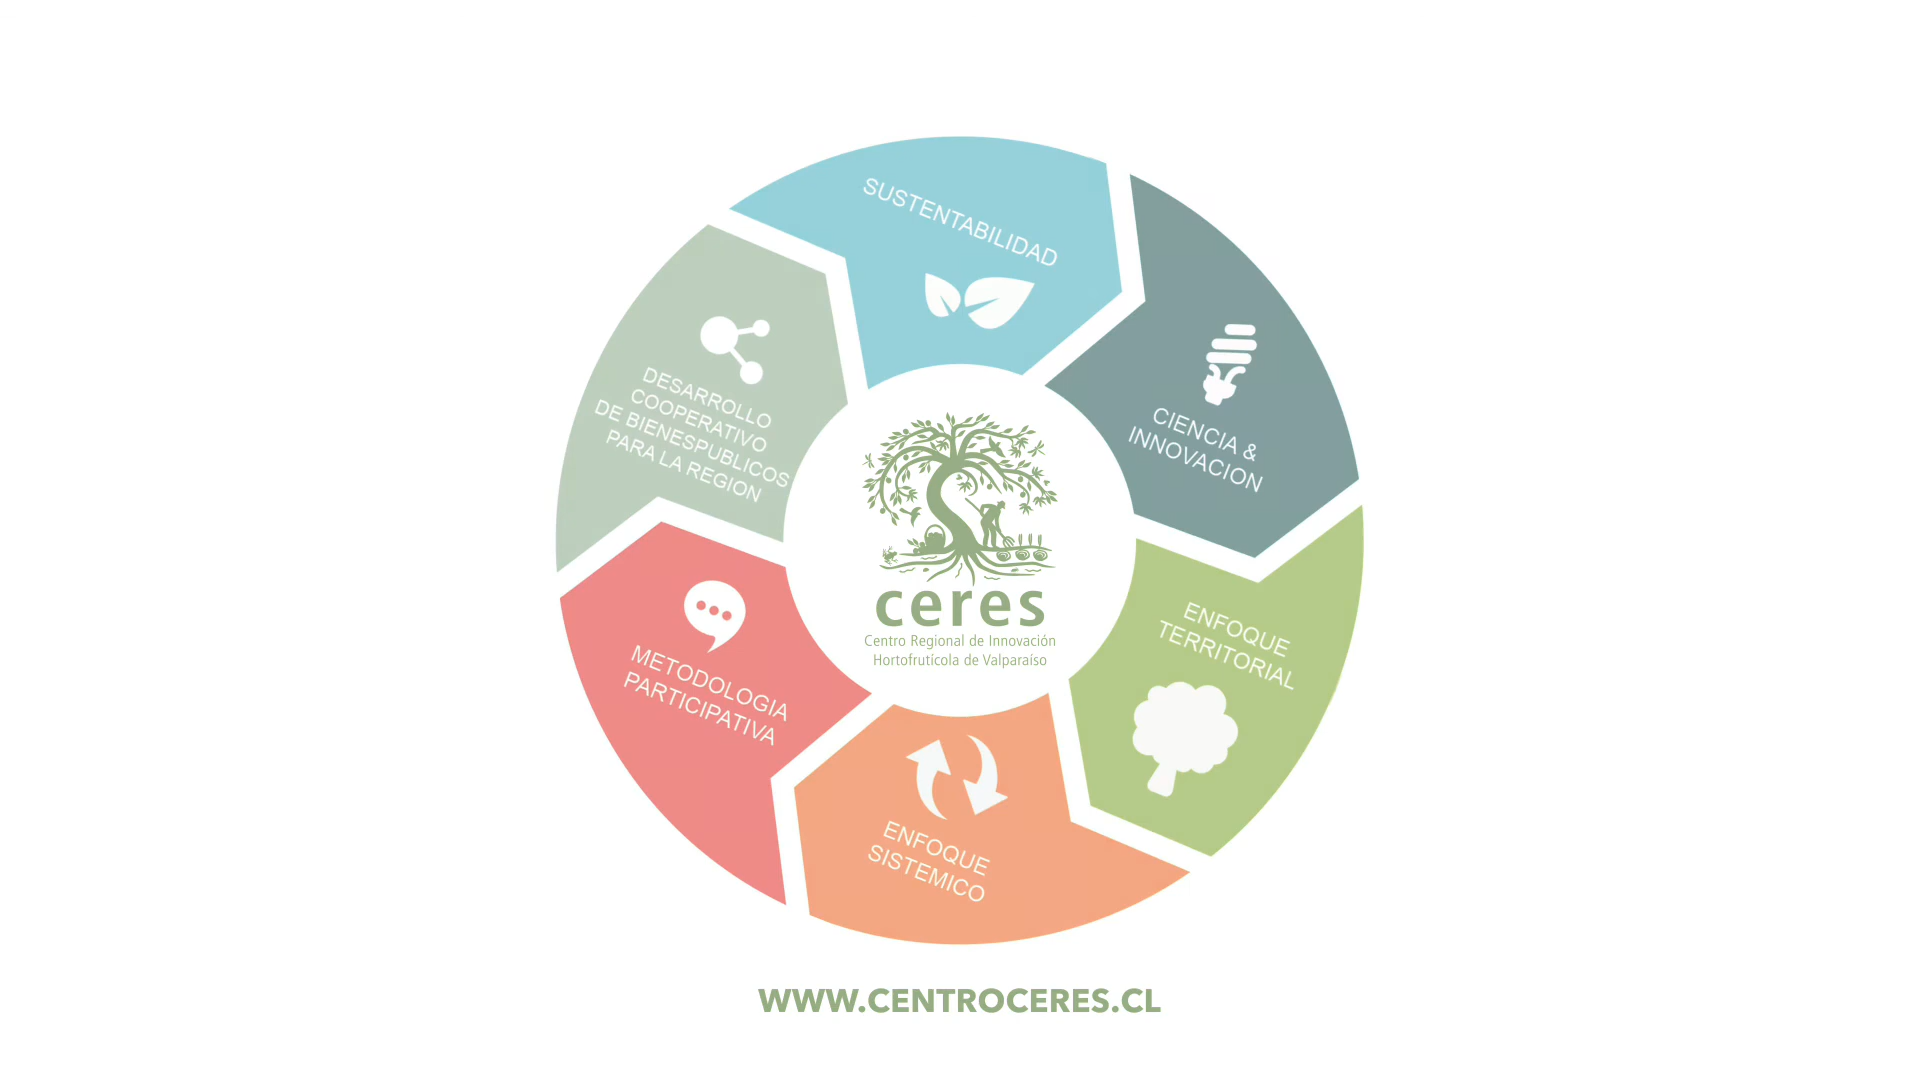 SUSTENTABILIDAD
CIENCIA &
INNOVACION
ENFOQUE
TERRITORIAL
ENFOQUE
SISTEMICO
METODOLOGIA
PARTICIPATIVA
DESARROLLO
COOPERATIVO
DE BIENESPUBLICOS
PARA LA REGION
ceres
Centro Regional de Innovación
Hortofrutícola de Valparaíso
WWW.CENTROCERES.CL